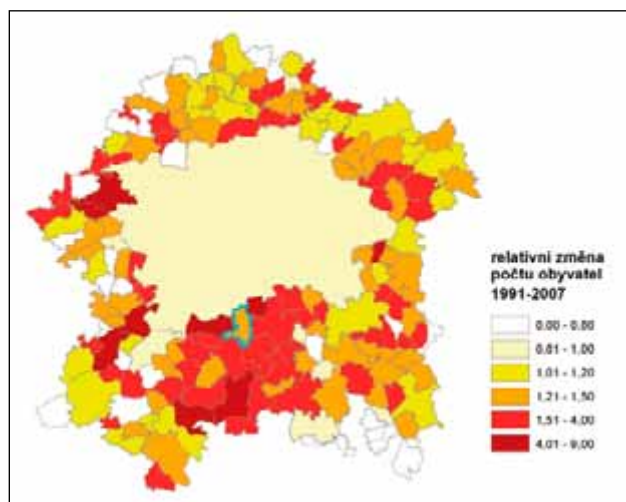 relativní změna
počtu obyvatel
1991-2007
0.00 - 0.80
0.81 - 1,00
1,01 - 1,20
1,21 - 1,50
1,51 - 4,00
4,01 - 9,00